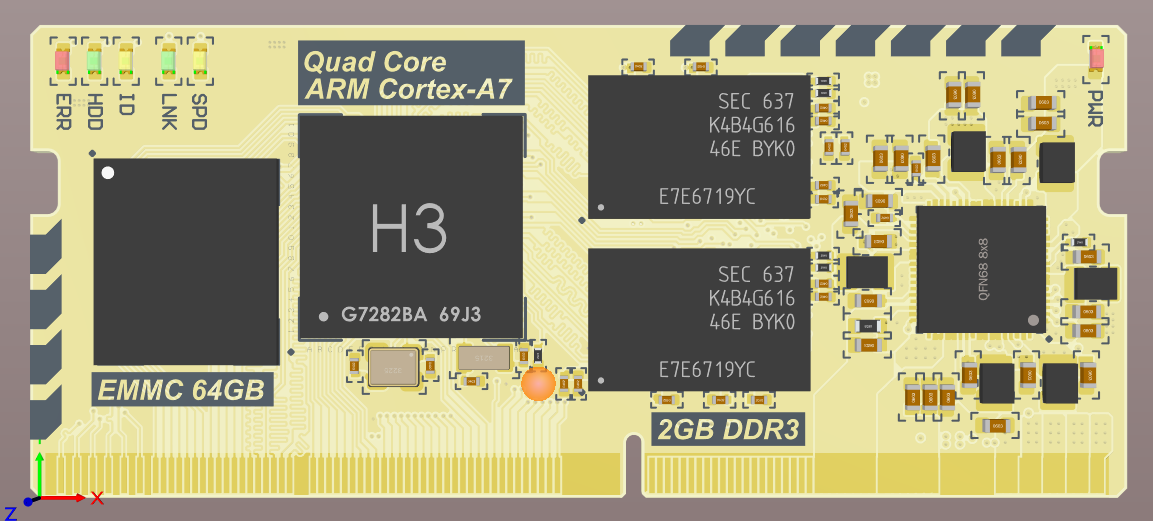 ERR
HDD
ID
LNK
SPD
Quad Core
ARM Cortex-A7
H3
G7282BA 69J3
EMMC 64GB
SEC 637
K4B4G616
46E BYK0
E7E6719YC
SEC 637
K4B4G616
46E BYK0
E7E6719YC
2GB DDR3
PWR
QFN68 8x8
X
Z